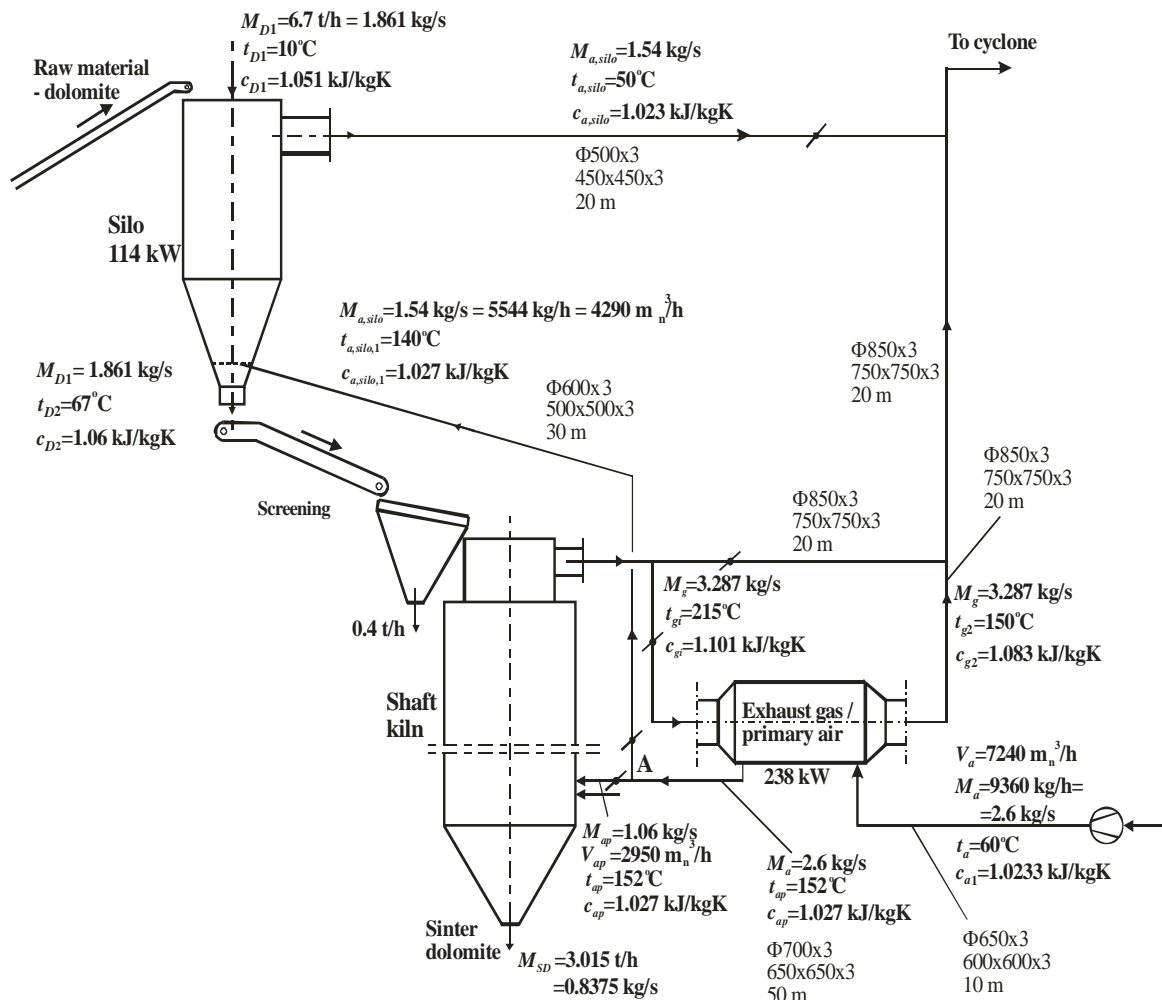 M_D1=6.7 t/h = 1.861 kg/s
t_D1=10°C
c_D1=1.051 kJ/kgK
Raw material
- dolomite
M_a,silo=1.54 kg/s
t_a,silo=50°C
c_a,silo=1.023 kJ/kgK
Φ500x3
450x450x3
20 m
To cyclone
Silo
114 kW
M_a,silo=1.54 kg/s = 5544 kg/h = 4290 m_n^3/h
t_a,silo,1=140°C
c_a,silo,1=1.027 kJ/kgK
M_D1= 1.861 kg/s
t_D2=67°C
c_D2=1.06 kJ/kgK
Φ600x3
500x500x3
30 m
Φ850x3
750x750x3
20 m
Φ850x3
750x750x3
20 m
Screening
Φ850x3
750x750x3
20 m
0.4 t/h
M_g=3.287 kg/s
t_gi=215°C
c_gi=1.101 kJ/kgK
M_g=3.287 kg/s
t_g2=150°C
c_g2=1.083 kJ/kgK
Shaft
kiln
Exhaust gas /
primary air
238 kW
A
V_a=7240 m_n^3/h
M_a=9360 kg/h=
=2.6 kg/s
t_a=60°C
c_a1=1.0233 kJ/kgK
M_ap=1.06 kg/s
V_ap=2950 m_n^3/h
t_ap=152°C
c_ap=1.027 kJ/kgK
M_a=2.6 kg/s
t_ap=152°C
c_ap=1.027 kJ/kgK
Φ700x3
650x650x3
50 m
Φ650x3
600x600x3
10 m
Sinter
dolomite
M_SD=3.015 t/h
=0.8375 kg/s